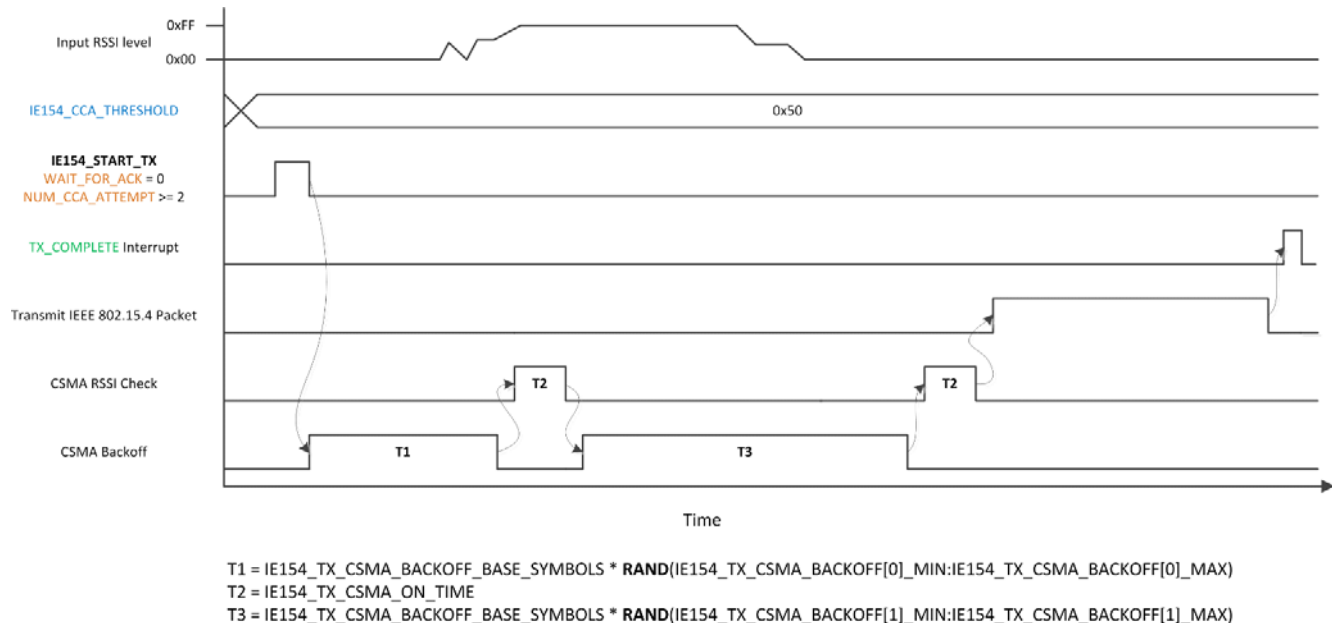 0xFF
Input RSSI level
0x00
IE154_CCA_THRESHOLD
0x50
IE154_START_TX
WAIT_FOR_ACK = 0
NUM_CCA_ATTEMPT >= 2
TX_COMPLETE Interrupt
Transmit IEEE 802.15.4 Packet
CSMA RSSI Check
T2
T2
CSMA Backoff
T1
T3
Time
T1 = IE154_TX_CSMA_BACKOFF_BASE_SYMBOLS * RAND(IE154_TX_CSMA_BACKOFF[0]_MIN:IE154_TX_CSMA_BACKOFF[0]_MAX)
T2 = IE154_TX_CSMA_ON_TIME
T3 = IE154_TX_CSMA_BACKOFF_BASE_SYMBOLS * RAND(IE154_TX_CSMA_BACKOFF[1]_MIN:IE154_TX_CSMA_BACKOFF[1]_MAX)